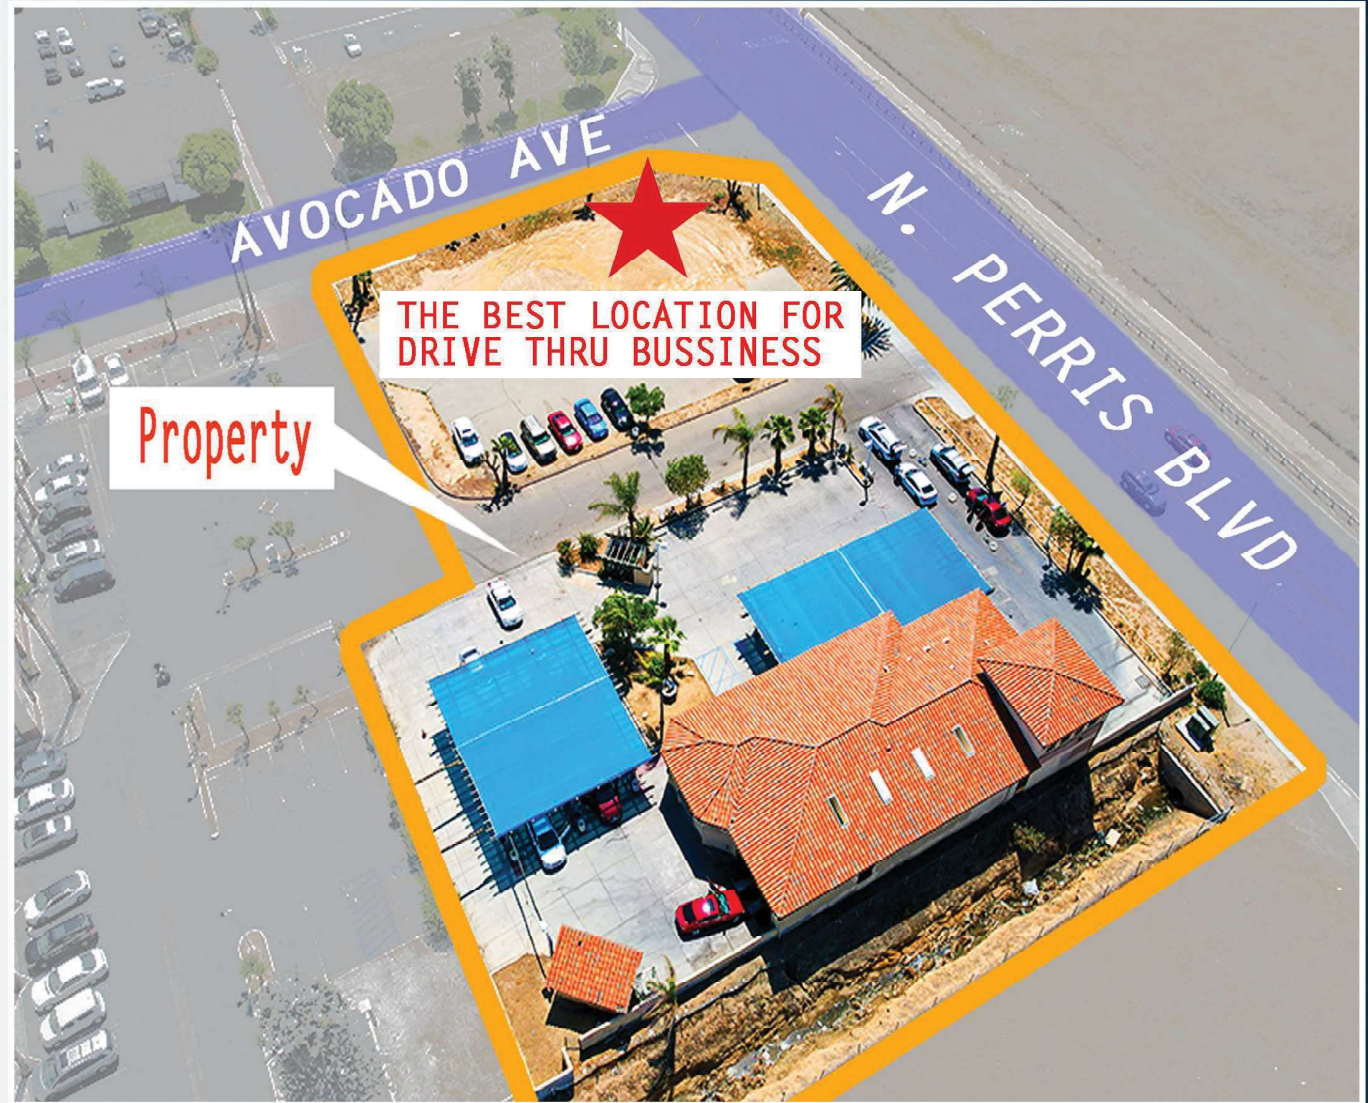 AVOCADO AVE
N. PERRIS BLVD
THE BEST LOCATION FOR
DRIVE THRU BUSSINESS
Property